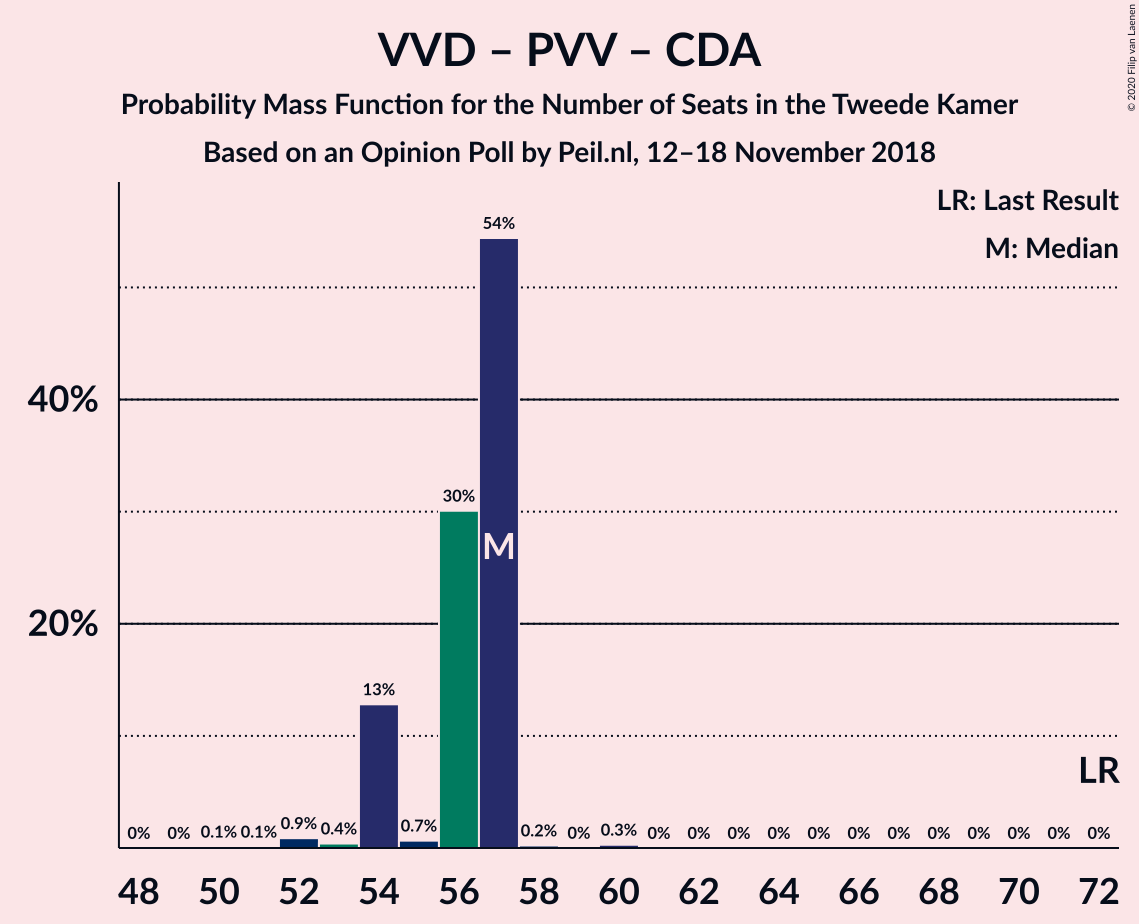 VVD – PVV – CDA
Probability Mass Function for the Number of Seats in the Tweede Kamer
Based on an Opinion Poll by Peil.nl, 12–18 November 2018
© 2020 Filip van Laenen
LR: Last Result
M: Median
54%
40%
30%
M
20%
13%
LR
0% 0% 0.1% 0.1% 0.9% 0.4% 0.7% 0.2% 0% 0.3% 0% 0% 0% 0% 0% 0% 0% 0% 0% 0% 0% 0%
48 50 52 54 56 58 60 62 64 66 68 70 72